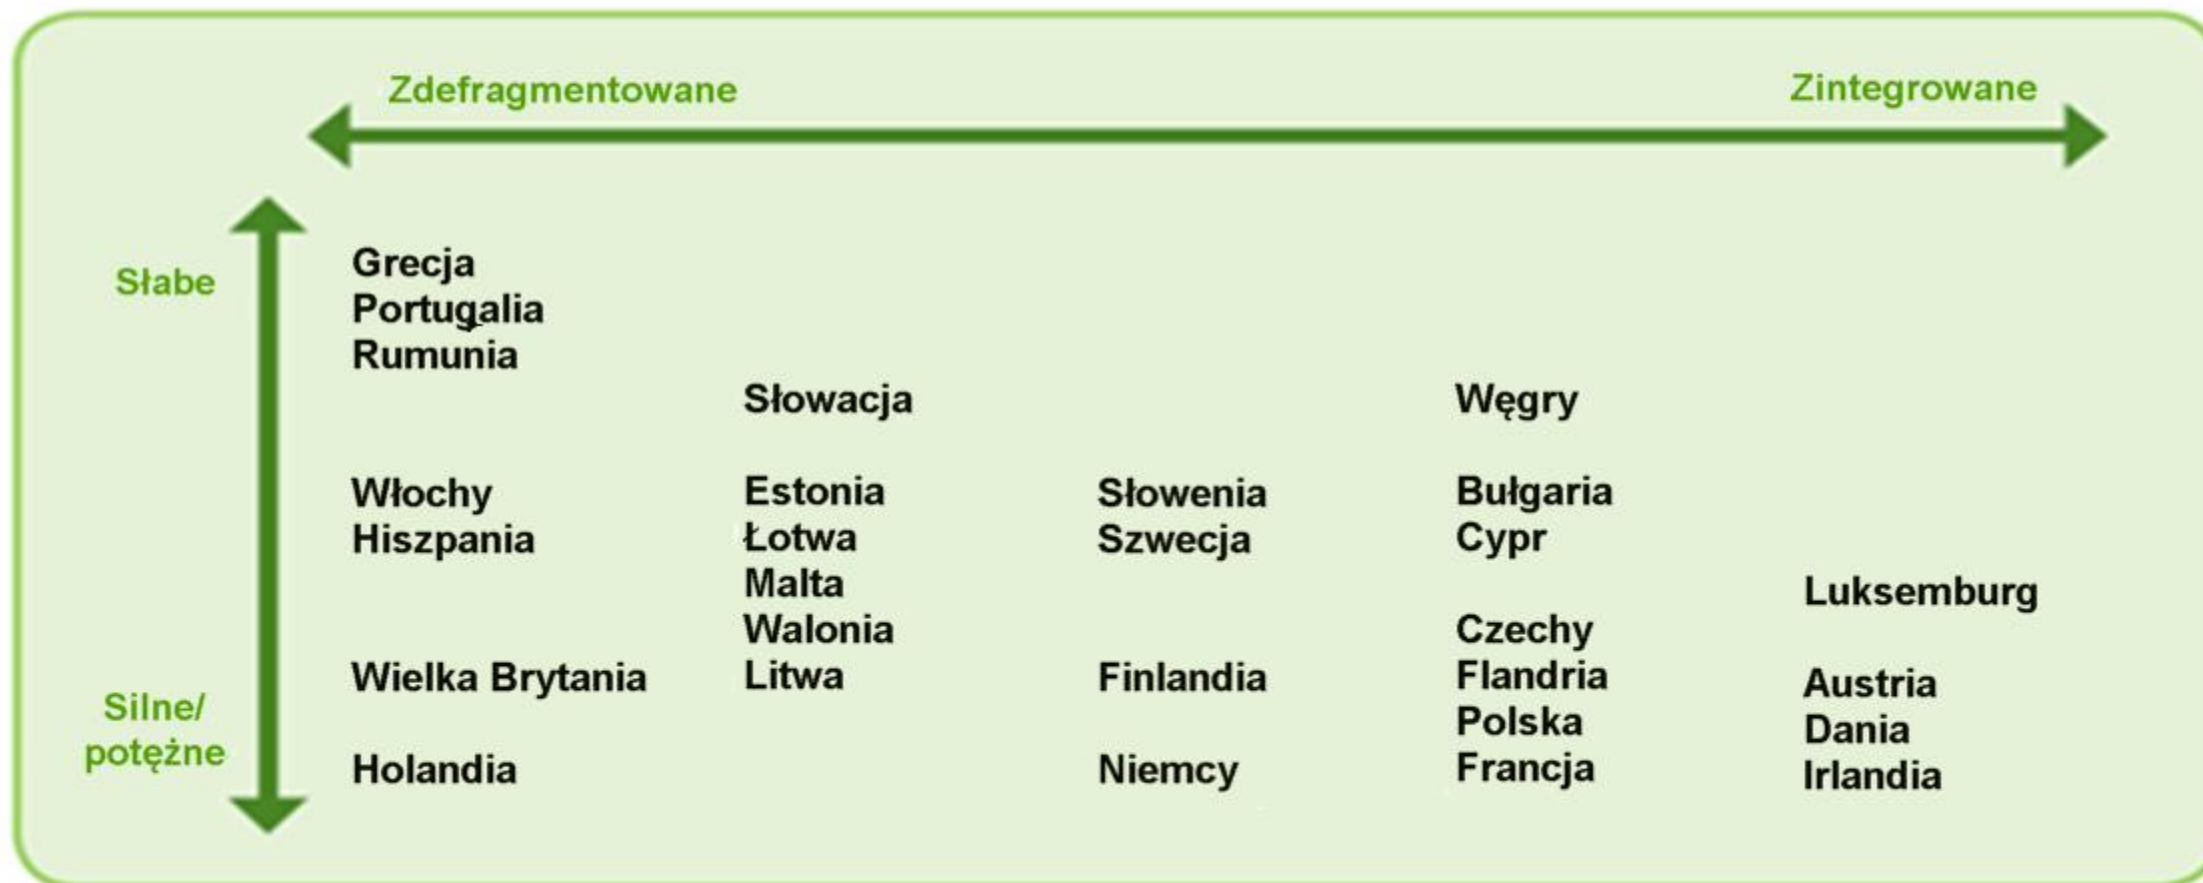 Zdefragmentowane
Zintegrowane
Słabe
Silne/
potężne
Grecja
Portugalia
Rumunia
Włochy
Hiszpania
Wielka Brytania
Holandia
Słowacja
Estonia
Łotwa
Malta
Walonia
Litwa
Słowenia
Szwecja
Finlandia
Niemcy
Węgry
Bułgaria
Cypr
Czechy
Flandria
Polska
Francja
Luksemburg
Austria
Dania
Irlandia